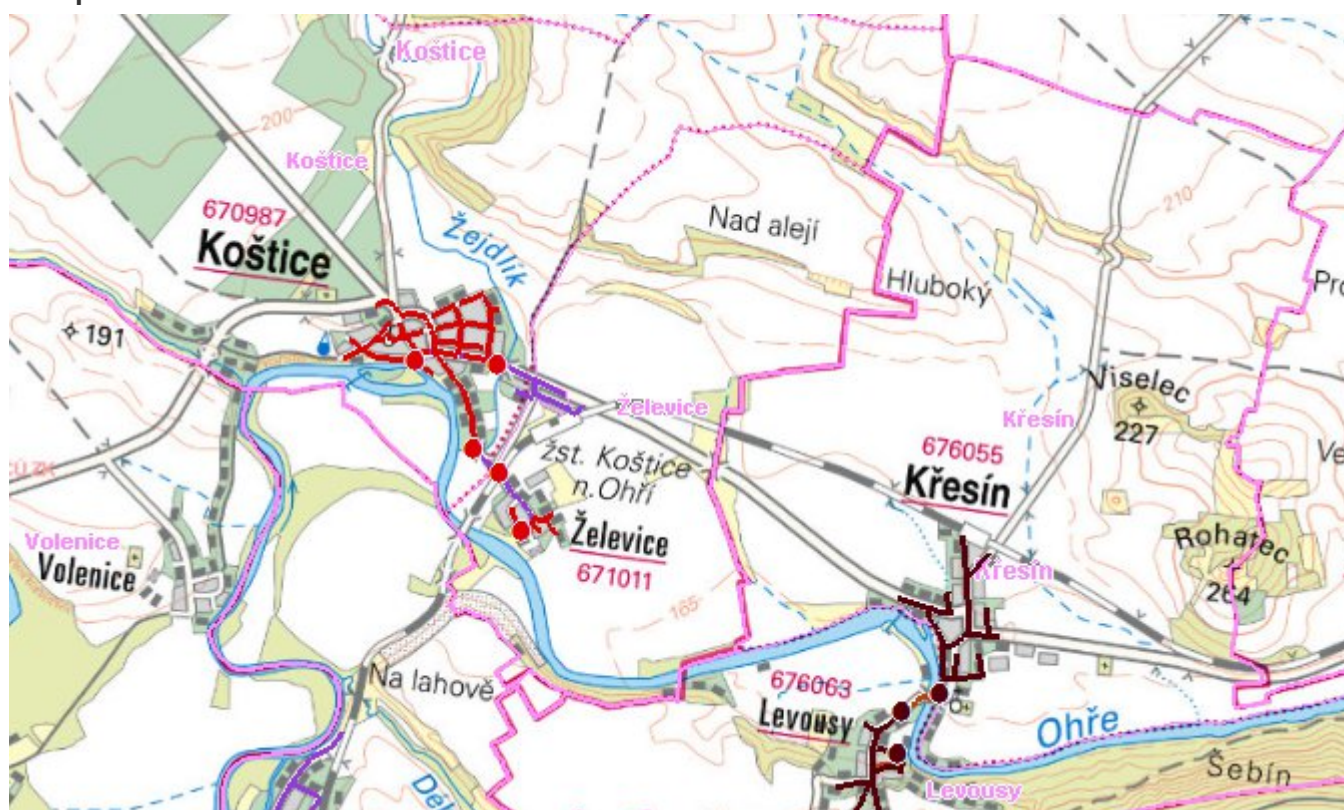 Koštice
200
Koštice
670987
Koštice
Žejdlík
Nad alejí
Hluboký
210
191
Viselec
227
Želevice
Křesín
676055
Křesín
žst. Koštice
n.Ohří
Želevice
671011
Volenice
Volenice
Rohatec
264
Křesín
165
Na lahově
676063
Levousy
Ohře
Šebín
Levousy